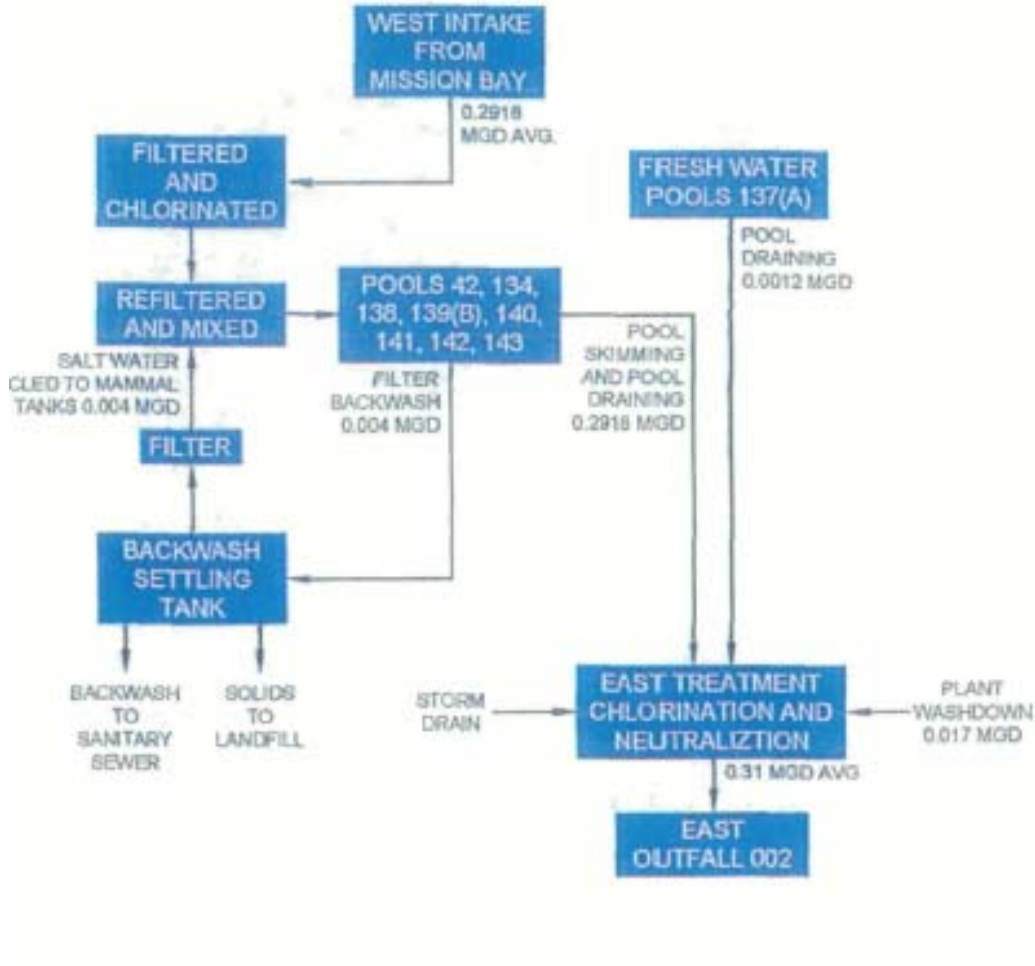 WEST INTAKE
FROM
MISSION BAY
0.2918
MGD AVG.
FILTERED
AND
CHLORINATED
FRESH WATER
POOLS 137(A)
POOL
DRAINING
0.0012 MGD
REFILTERED
AND MIXED
POOLS 42, 134,
138, 139(B), 140,
141, 142, 143
SALT WATER
CLED TO MAMMAL
TANKS 0.004 MGD
FILTER
BACKWASH
0.004 MGD
POOL
SKIMMING
AND POOL
DRAINING
0.2918 MGD
FILTER
BACKWASH
SETTLING
TANK
BACKWASH
TO
SANITARY
SEWER
SOLIDS
TO
LANDFILL
STORM
DRAIN
EAST TREATMENT
CHLORINATION AND
NEUTRALIZTION
PLANT
WASHDOWN
0.017 MGD
0.31 MGD AVG
EAST
OUTFALL 002